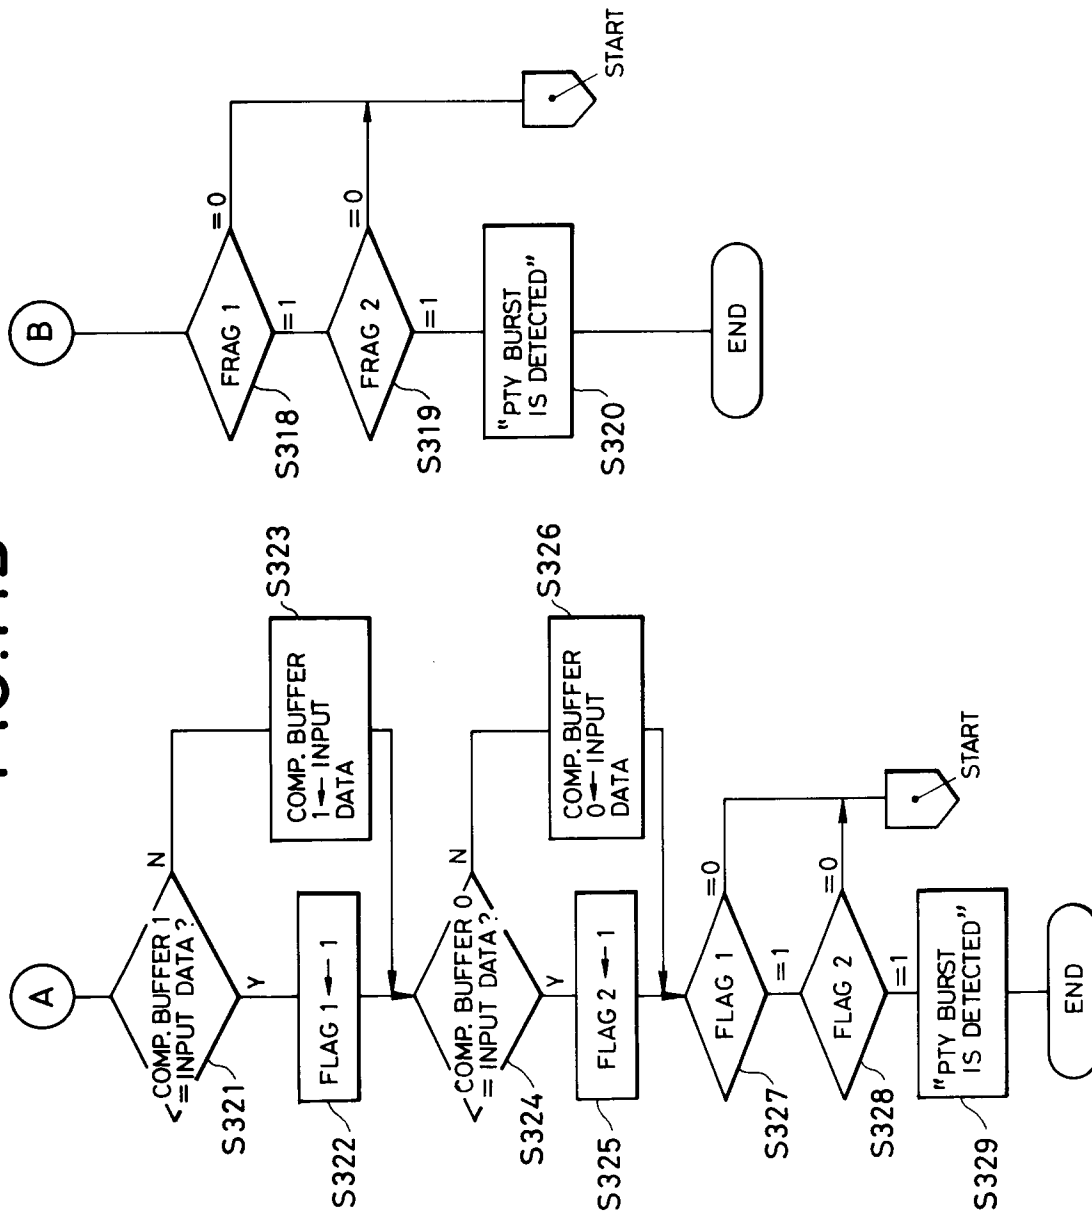 A
COMP. BUFFER 1
= INPUT DATA?
S321
N
Y
COMP. BUFFER
1← INPUT
DATA
S323
FLAG 1 ← 1
S322
COMP. BUFFER 0
= INPUT DATA?
S324
N
Y
COMP. BUFFER
0← INPUT
DATA
S326
FLAG 2 ← 1
S325
FLAG 1
=0
=1
S327
FLAG 2
=0
=1
S328
START
"PTY BURST
IS DETECTED"
S329
END
B
FRAG 1
=0
=1
S318
FRAG 2
=0
=1
S319
START
"PTY BURST
IS DETECTED"
S320
END